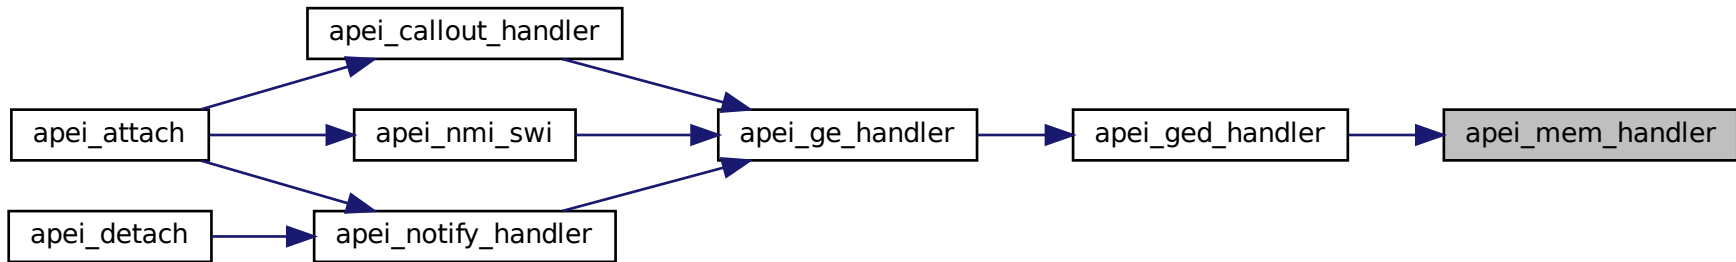 apei_callout_handler
apei_attach
apei_nmi_swi
apei_ge_handler
apei_ged_handler
apei_mem_handler
apei_detach
apei_notify_handler